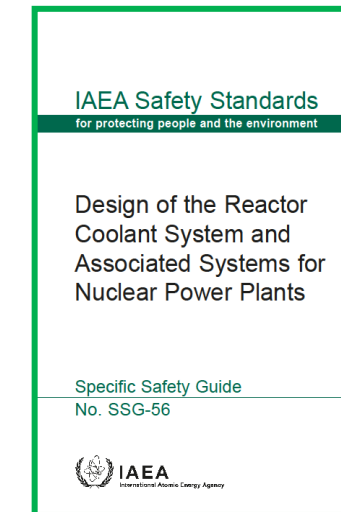 IAEA Safety Standards
for protecting people and the environment
Design of the Reactor
Coolant System and
Associated Systems for
Nuclear Power Plants
Specific Safety Guide
No. SSG-56
IAEA
International Atomic Energy Agency